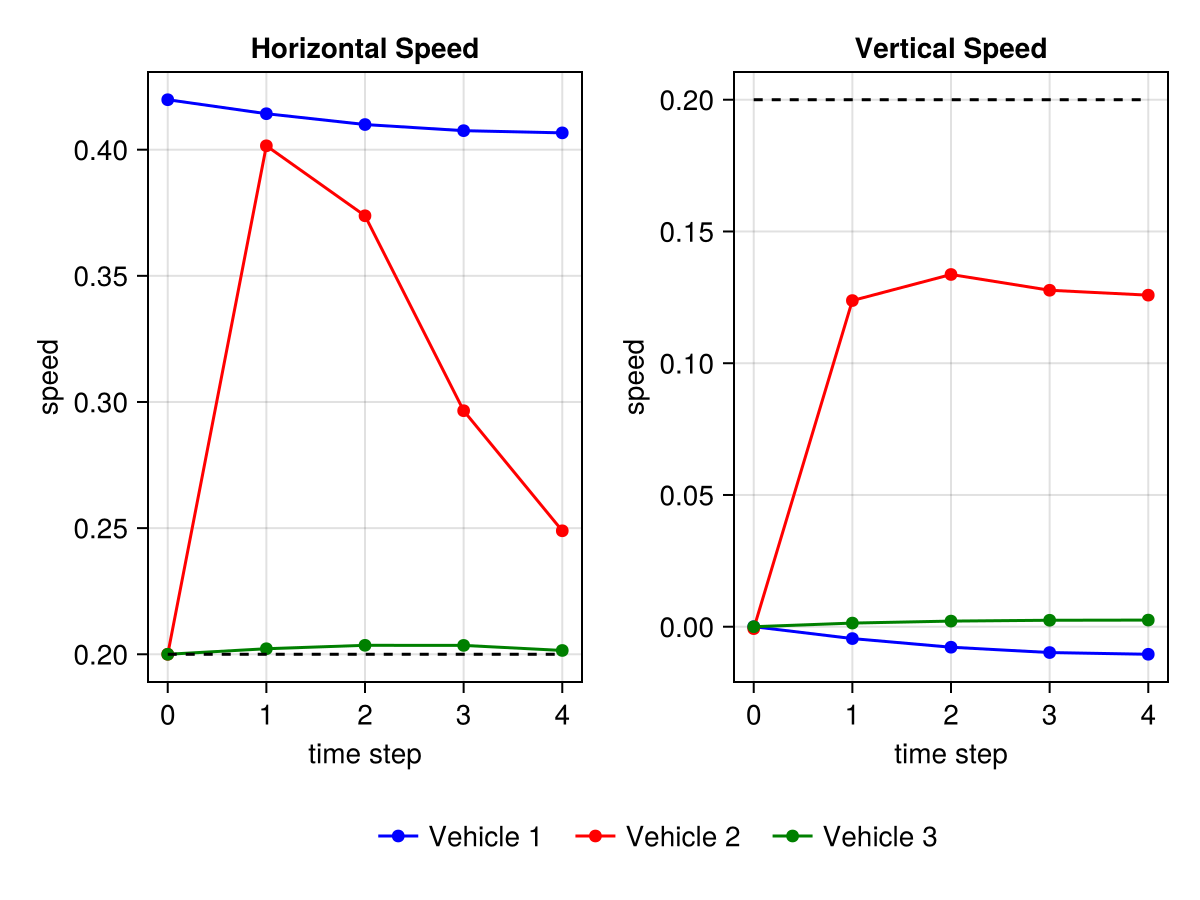 Horizontal Speed
0.40
0.35
0.30
0.25
0.20
speed
0 1 2 3 4
time step
Vertical Speed
0.20
0.15
0.10
0.05
0.00
speed
0 1 2 3 4
time step
Vehicle 1 Vehicle 2 Vehicle 3